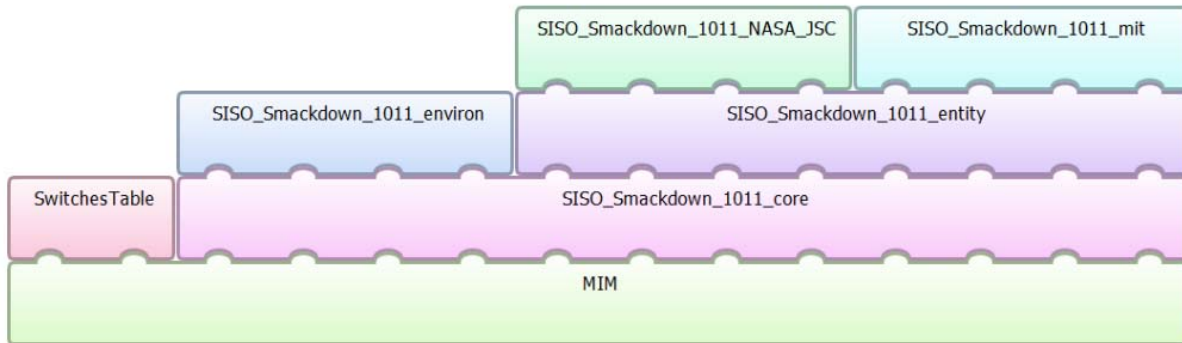 SISO_Smackdown_1011_NASA_JSC
SISO_Smackdown_1011_mit
SISO_Smackdown_1011_environ
SISO_Smackdown_1011_entity
SwitchesTable
SISO_Smackdown_1011_core
MIM